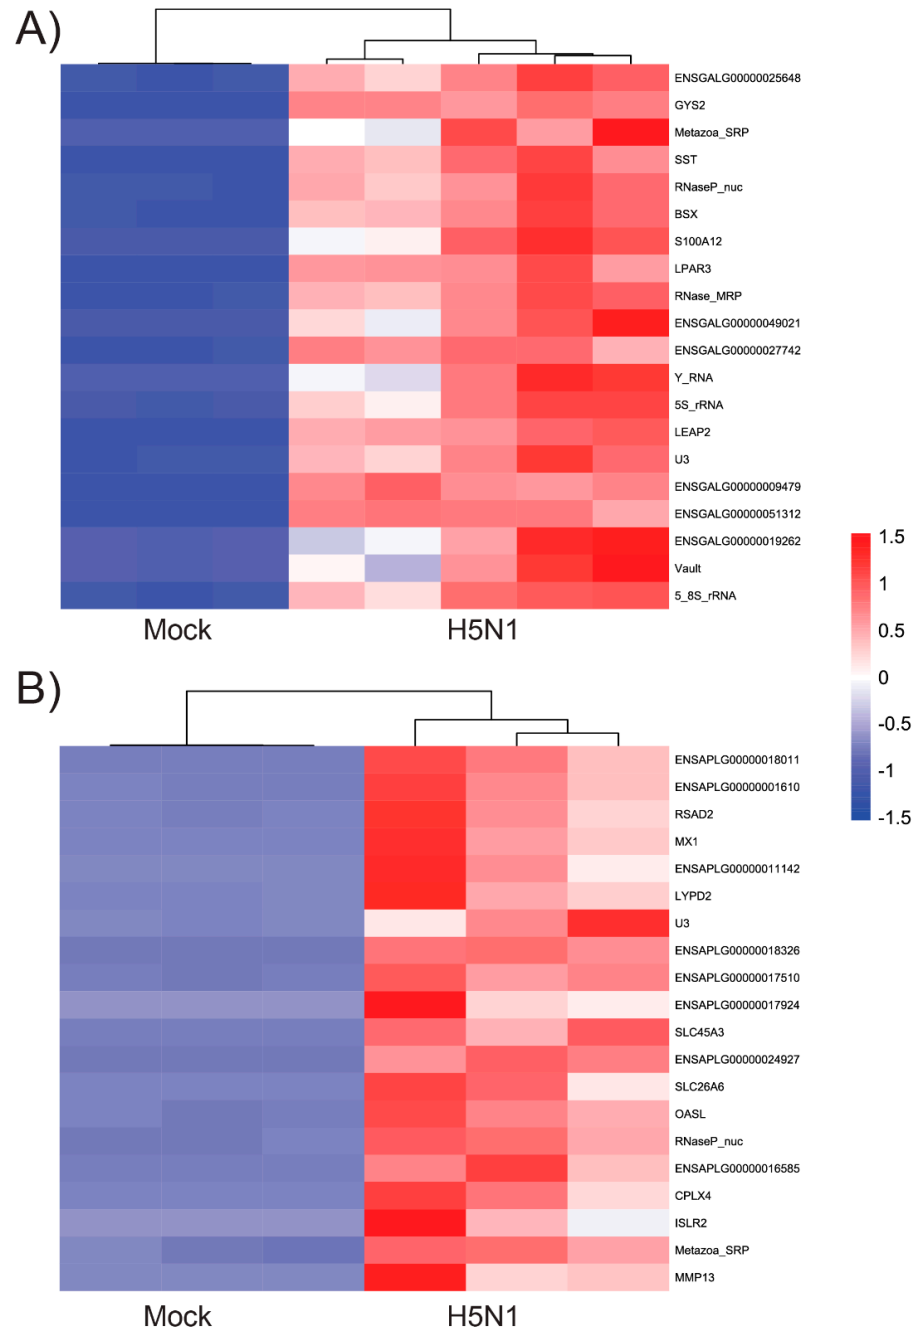 A)
ENSGALG00000025648
GYS2
Metazoa_SRP
SST
RNaseP_nuc
BSX
S100A12
LPAR3
RNase_MRP
ENSGALG00000049021
ENSGALG00000027742
Y_RNA
5S_rRNA
LEAP2
U3
ENSGALG00000009479
ENSGALG00000051312
ENSGALG00000019262
Vault
5_8S_rRNA
Mock H5N1
1.5
1
0.5
0
-0.5
-1
-1.5
B)
ENSAPLG00000018011
ENSAPLG00000001610
RSAD2
MX1
ENSAPLG00000011142
LYPD2
U3
ENSAPLG00000018326
ENSAPLG00000017510
ENSAPLG00000017924
SLC45A3
ENSAPLG00000024927
SLC26A6
OASL
RNaseP_nuc
ENSAPLG00000016585
CPLX4
ISLR2
Metazoa_SRP
MMP13
Mock H5N1